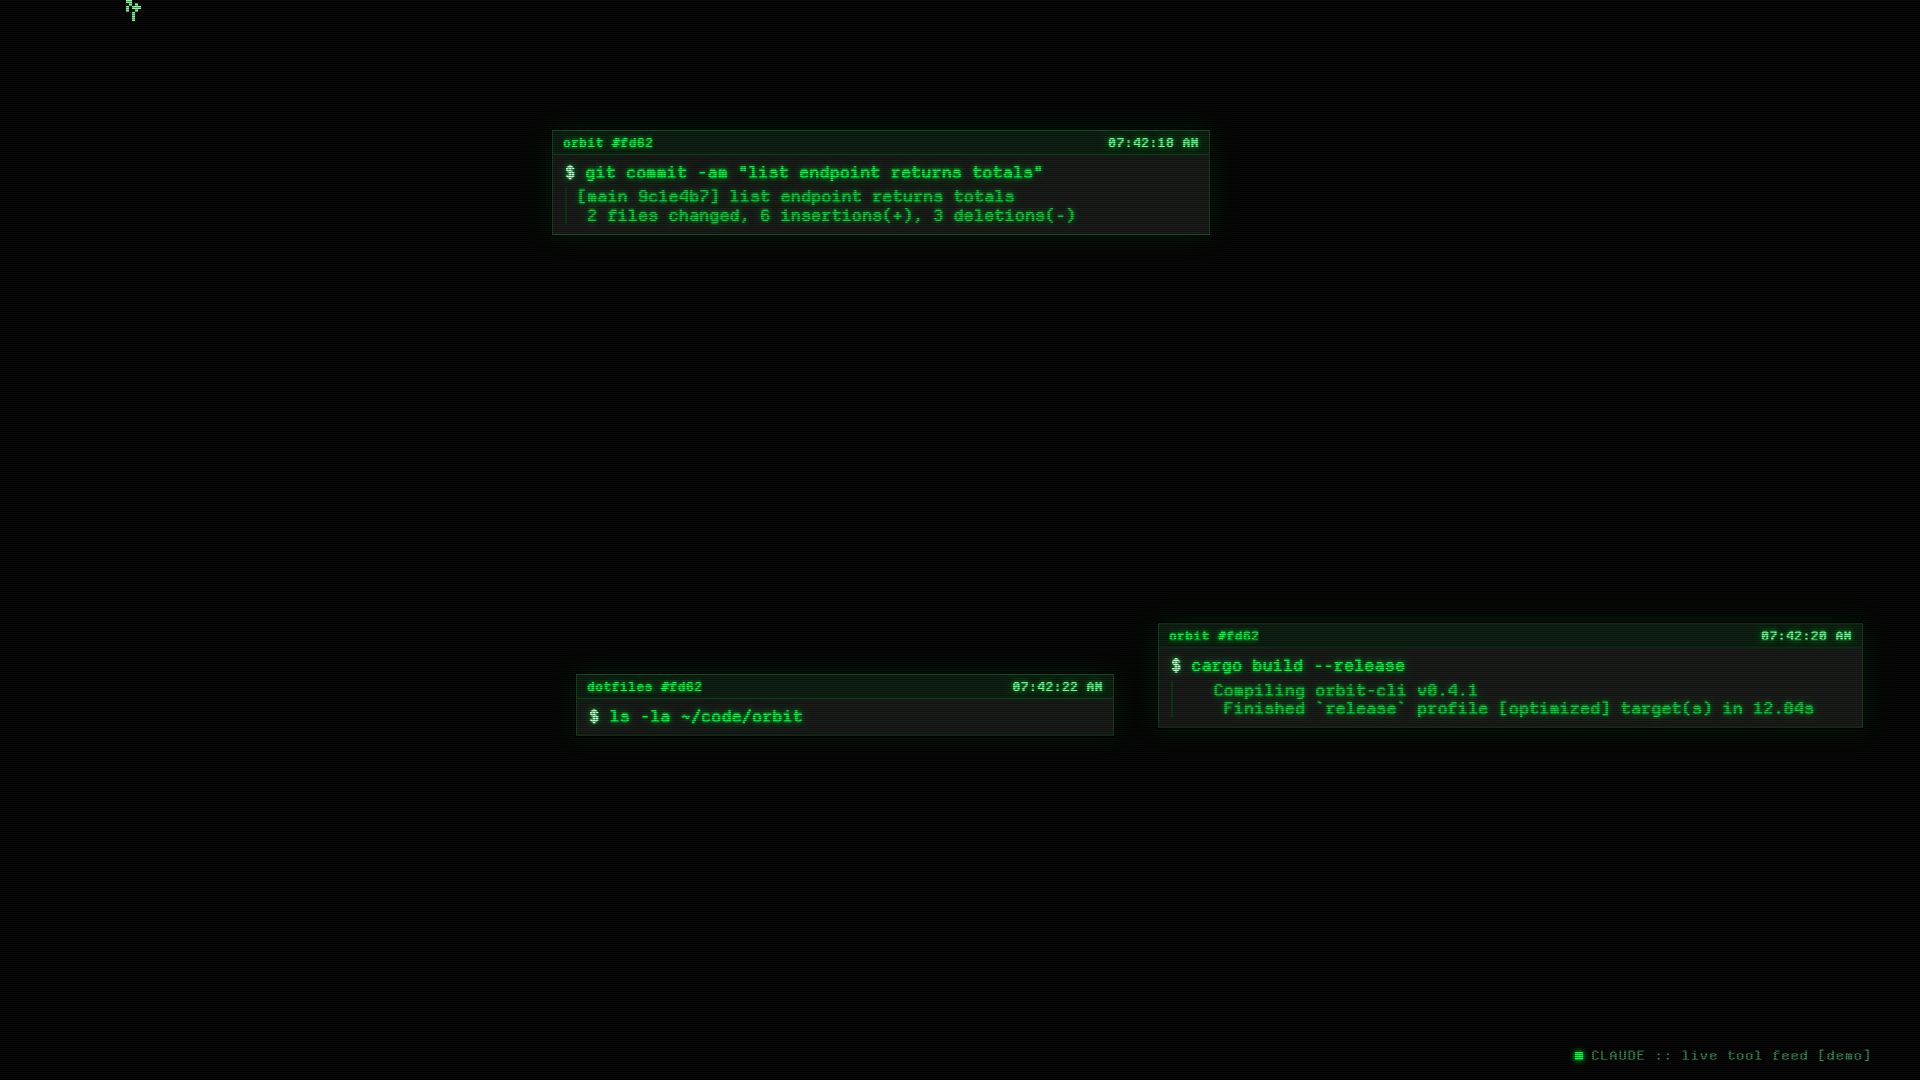 orbit #fd62 07:42:18 AM
$ git commit -am "list endpoint returns totals"
[main 9c1e4b7] list endpoint returns totals
2 files changed, 6 insertions(+), 3 deletions(-)
orbit #fd62 07:42:20 AM
$ cargo build --release
Compiling orbit-cli v0.4.1
Finished `release` profile [optimized] target(s) in 12.04s
dotfiles #fd62 07:42:22 AM
$ ls -la ~/code/orbit
CLAUDE :: live tool feed [demo]